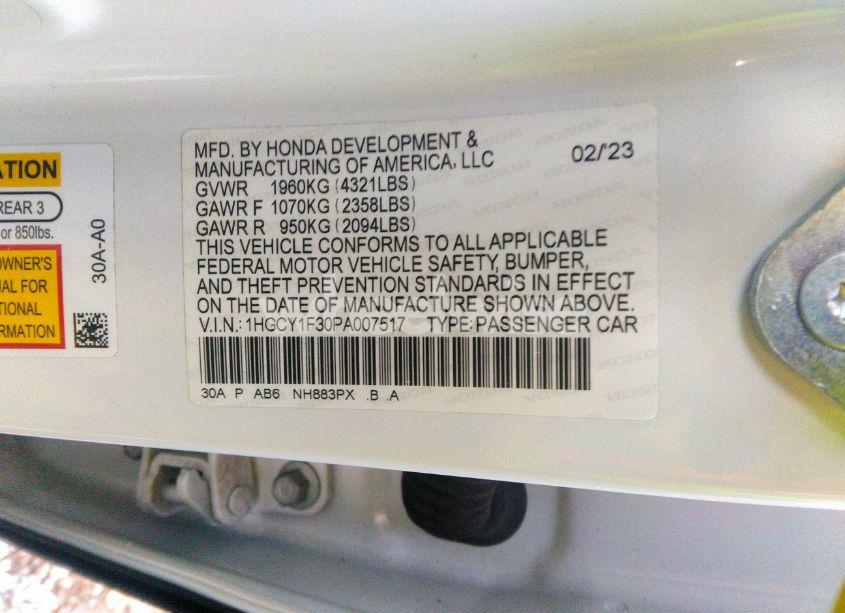 ATION
REAR 3
or 850lbs.
OWNER'S
UAL FOR
TIONAL
ORMATION
30A-A0
MFD. BY HONDA DEVELOPMENT &
MANUFACTURING OF AMERICA, LLC 02/'23
GVWR 1960KG (4321LBS)
GAWR F 1070KG (2358LBS)
GAWR R 950KG (2094LBS)
THIS VEHICLE CONFORMS TO ALL APPLICABLE
FEDERAL MOTOR VEHICLE SAFETY, BUMPER,
AND THEFT PREVENTION STANDARDS IN EFFECT
ON THE DATE OF MANUFACTURE SHOWN ABOVE.
V.I.N.: 1HGCY1F30PA007517 TYPE: PASSENGER CAR
30A P AB6 NH883PX .B .A